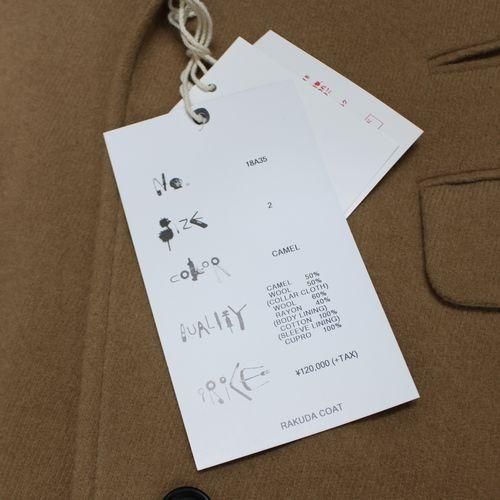 No. 18A35
SIZE 2
COLOR CAMEL
QUALITY
CAMEL 50%
WOOL 50%
(COLLAR CLOTH)
WOOL 60%
RAYON 40%
(BODY LINING)
COTTON 100%
(SLEEVE LINING)
CUPRO 100%
PRICE ¥120,000 (+TAX)
RAKUDA COAT